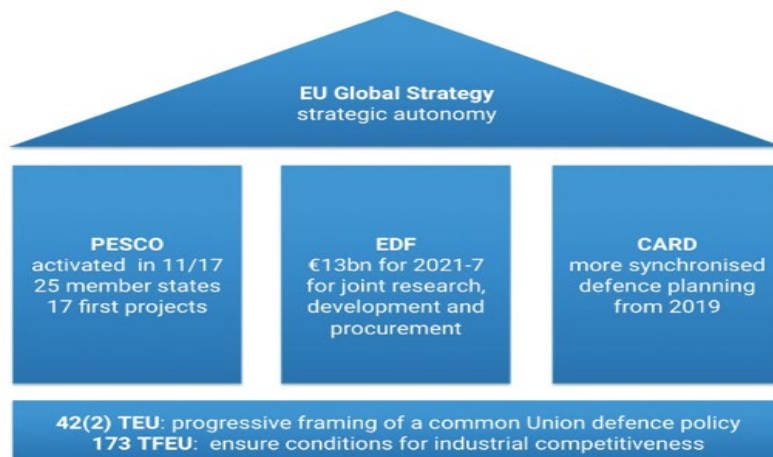 EU Global Strategy
strategic autonomy
PESCO
activated in 11/17
25 member states
17 first projects
EDF
€13bn for 2021-7
for joint research,
development and
procurement
CARD
more synchronised
defence planning
from 2019
42(2) TEU: progressive framing of a common Union defence policy
173 TFEU: ensure conditions for industrial competitiveness